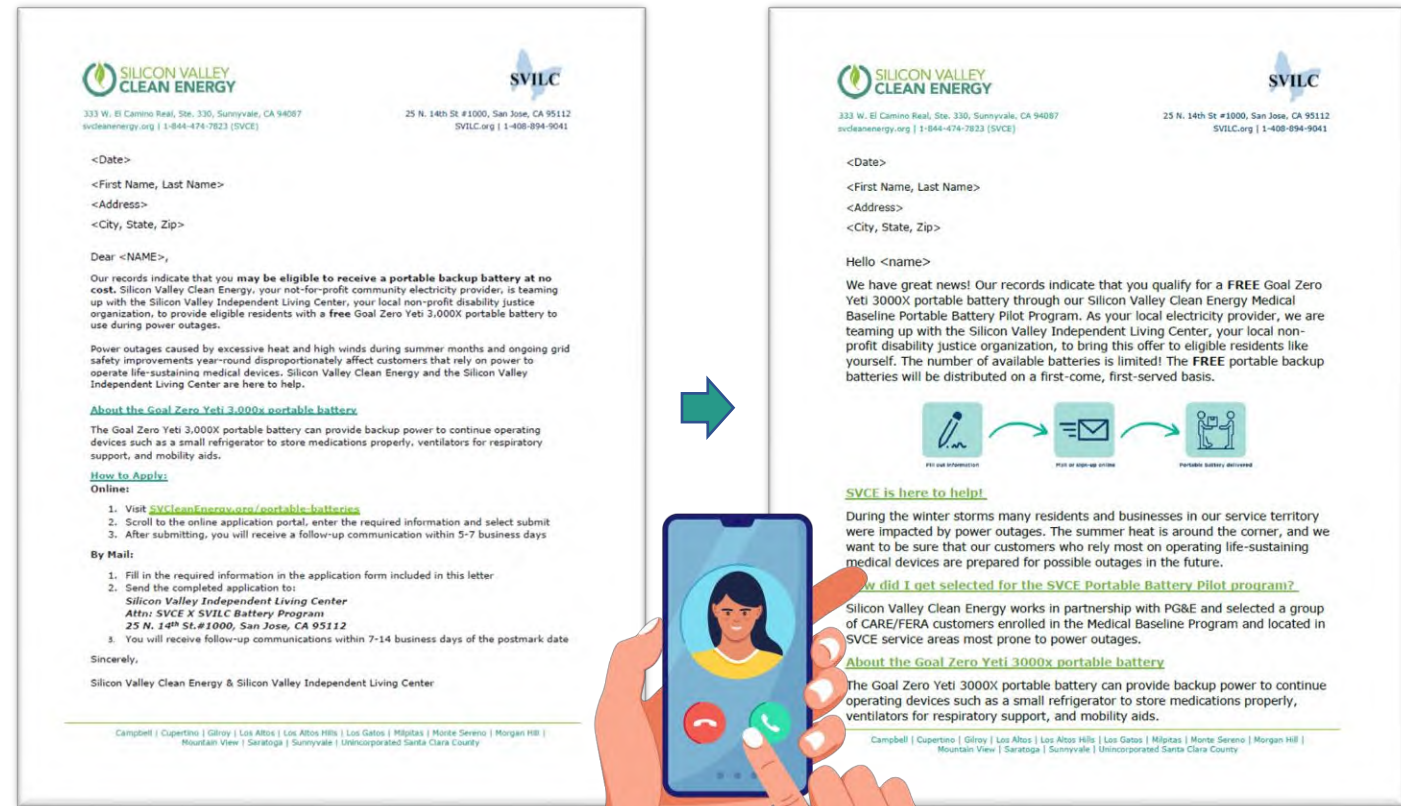 SILICON VALLEY
CLEAN ENERGY
SVILC
333 W. El Camino Real, Ste. 330, Sunnyvale, CA 94087
svcleanenergy.org | 1-844-474-7823 (SVCE)
25 N. 14th St #1000, San Jose, CA 95112
SVILC.org | 1-408-894-9041
<Date>
<First Name, Last Name>
<Address>
<City, State, Zip>
Dear <NAME>,
Our records indicate that you may be eligible to receive a portable backup battery at no
cost. Silicon Valley Clean Energy, your not-for-profit community electricity provider, is teaming
up with the Silicon Valley Independent Living Center, your local non-profit disability justice
organization, to provide eligible residents with a free Goal Zero Yeti 3,000X portable battery to
use during power outages.
Power outages caused by excessive heat and high winds during summer months and ongoing grid
safety improvements year-round disproportionately affect customers that rely on power to
operate life-sustaining medical devices. Silicon Valley Clean Energy and the Silicon Valley
Independent Living Center are here to help.
About the Goal Zero Yeti 3,000x portable battery
The Goal Zero Yeti 3,000X portable battery can provide backup power to continue operating
devices such as a small refrigerator to store medications properly, ventilators for respiratory
support, and mobility aids.
How to Apply:
Online:
1. Visit SVCleanEnergy.org/portable-batteries
2. Scroll to the online application portal, enter the required information and select submit
3. After submitting, you will receive a follow-up communication within 5-7 business days
By Mail:
1. Fill in the required information in the application form included in this letter
2. Send the completed application to:
Silicon Valley Independent Living Center
Attn: SVCE X SVILC Battery Program
25 N. 14th St.#1000, San Jose, CA 95112
3. You will receive follow-up communications within 7-14 business days of the postmark date
Sincerely,
Silicon Valley Clean Energy & Silicon Valley Independent Living Center
Campbell | Cupertino | Gilroy | Los Altos | Los Altos Hills | Los Gatos | Milpitas | Monte Sereno | Morgan Hill |
Mountain View | Saratoga | Sunnyvale | Unincorporated Santa Clara County
SILICON VALLEY
CLEAN ENERGY
SVILC
333 W. El Camino Real, Ste. 330, Sunnyvale, CA 94087
svcleanenergy.org | 1-844-474-7823 (SVCE)
25 N. 14th St #1000, San Jose, CA 95112
SVILC.org | 1-408-894-9041
<Date>
<First Name, Last Name>
<Address>
<City, State, Zip>
Hello <name>
We have great news! Our records indicate that you qualify for a FREE Goal Zero
Yeti 3000X portable battery through our Silicon Valley Clean Energy Medical
Baseline Portable Battery Pilot Program. As your local electricity provider, we are
teaming up with the Silicon Valley Independent Living Center, your local non-
profit disability justice organization, to bring this offer to eligible residents like
yourself. The number of available batteries is limited! The FREE portable backup
batteries will be distributed on a first-come, first-served basis.
Fill out information
Mail or sign-up online
Portable battery delivered
SVCE is here to help!
During the winter storms many residents and businesses in our service territory
were impacted by power outages. The summer heat is around the corner, and we
want to be sure that our customers who rely most on operating life-sustaining
medical devices are prepared for possible outages in the future.
did I get selected for the SVCE Portable Battery Pilot program?
Silicon Valley Clean Energy works in partnership with PG&E and selected a group
of CARE/FERA customers enrolled in the Medical Baseline Program and located in
SVCE service areas most prone to power outages.
About the Goal Zero Yeti 3000x portable battery
The Goal Zero Yeti 3000X portable battery can provide backup power to continue
operating devices such as a small refrigerator to store medications properly,
ventilators for respiratory support, and mobility aids.
Campbell | Cupertino | Gilroy | Los Altos | Los Altos Hills | Los Gatos | Milpitas | Monte Sereno | Morgan Hill |
Mountain View | Saratoga | Sunnyvale | Unincorporated Santa Clara County